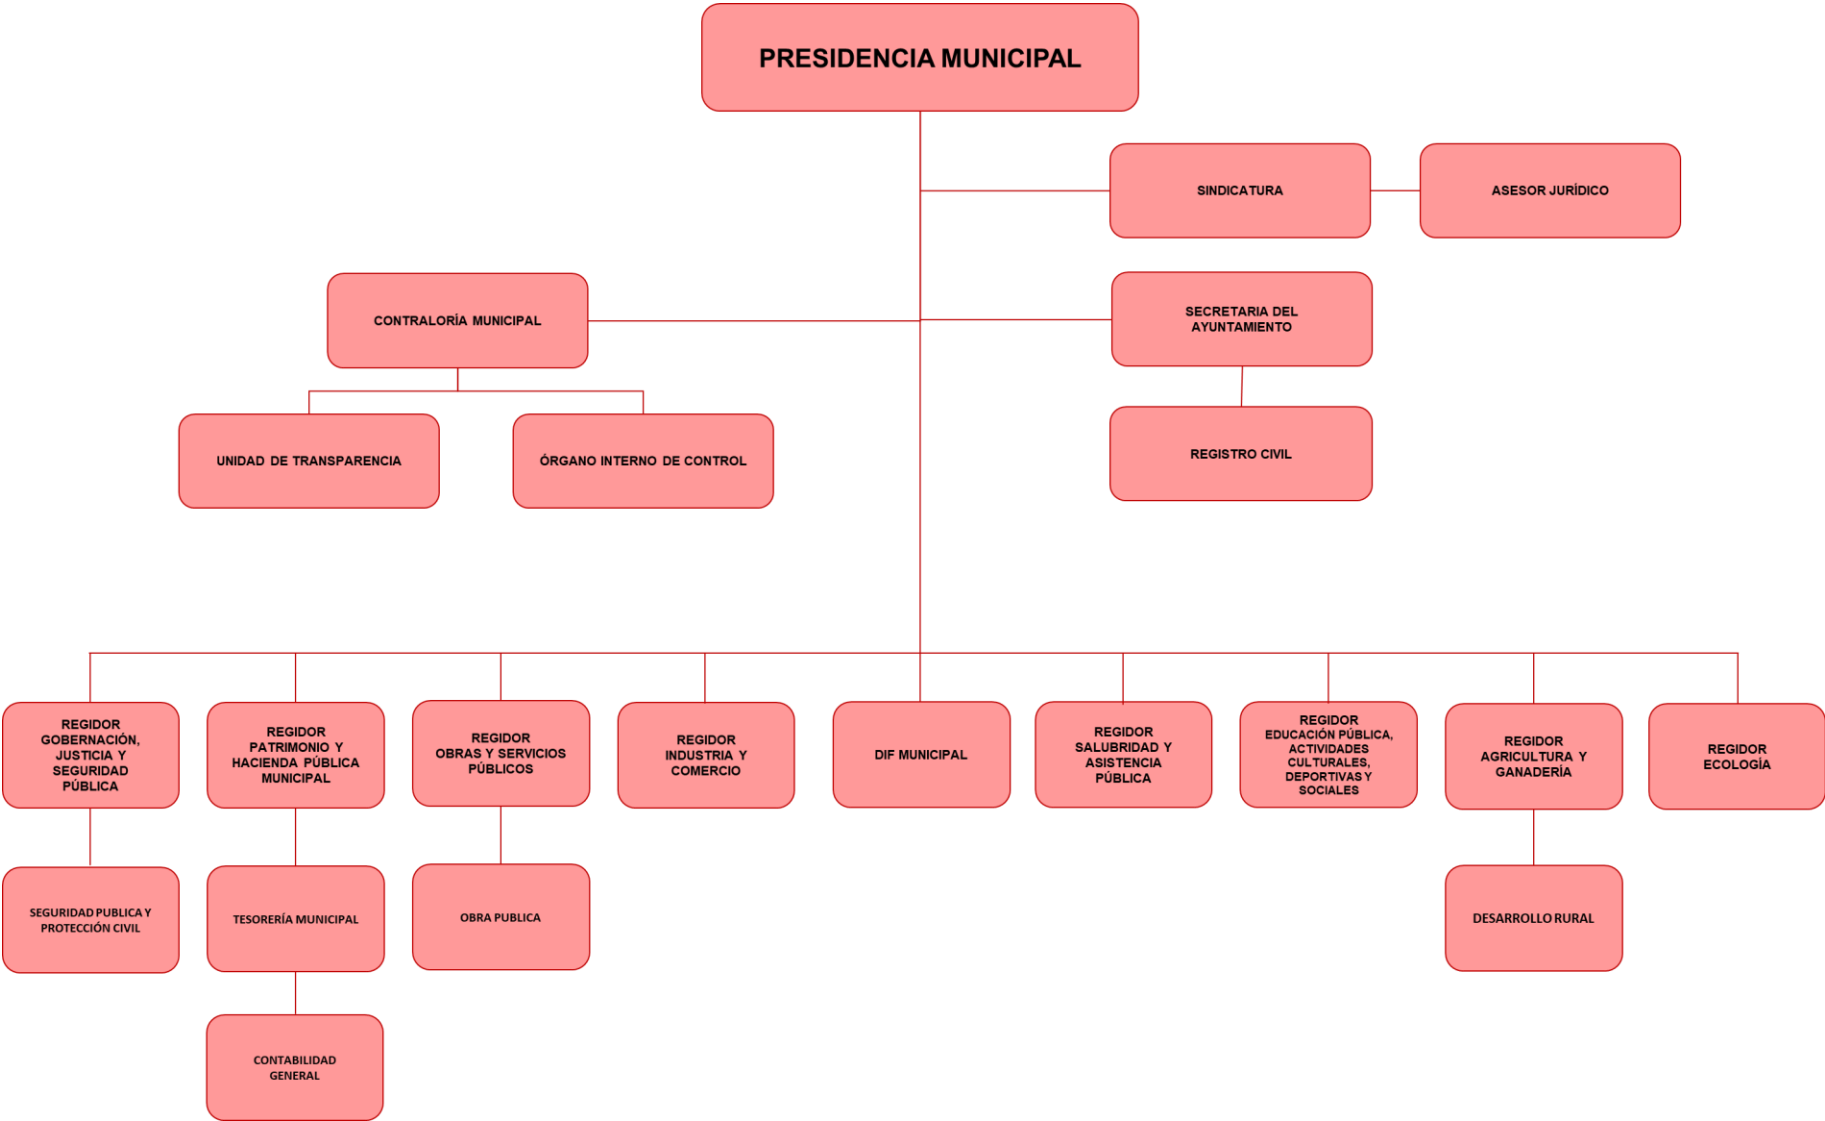 PRESIDENCIA MUNICIPAL
SINDICATURA
ASESOR JURÍDICO
CONTRALORÍA MUNICIPAL
SECRETARIA DEL
AYUNTAMIENTO
UNIDAD DE TRANSPARENCIA
ÓRGANO INTERNO DE CONTROL
REGISTRO CIVIL
REGIDOR
GOBERNACIÓN,
JUSTICIA Y
SEGURIDAD
PÚBLICA
REGIDOR
PATRIMONIO Y
HACIENDA PÚBLICA
MUNICIPAL
REGIDOR
OBRAS Y SERVICIOS
PÚBLICOS
REGIDOR
INDUSTRIA Y
COMERCIO
DIF MUNICIPAL
REGIDOR
SALUBRIDAD Y
ASISTENCIA
PÚBLICA
REGIDOR
EDUCACIÓN PÚBLICA,
ACTIVIDADES
CULTURALES,
DEPORTIVAS Y
SOCIALES
REGIDOR
AGRICULTURA Y
GANADERÍA
REGIDOR
ECOLOGÍA
SEGURIDAD PUBLICA Y
PROTECCIÓN CIVIL
TESORERÍA MUNICIPAL
OBRA PUBLICA
DESARROLLO RURAL
CONTABILIDAD
GENERAL